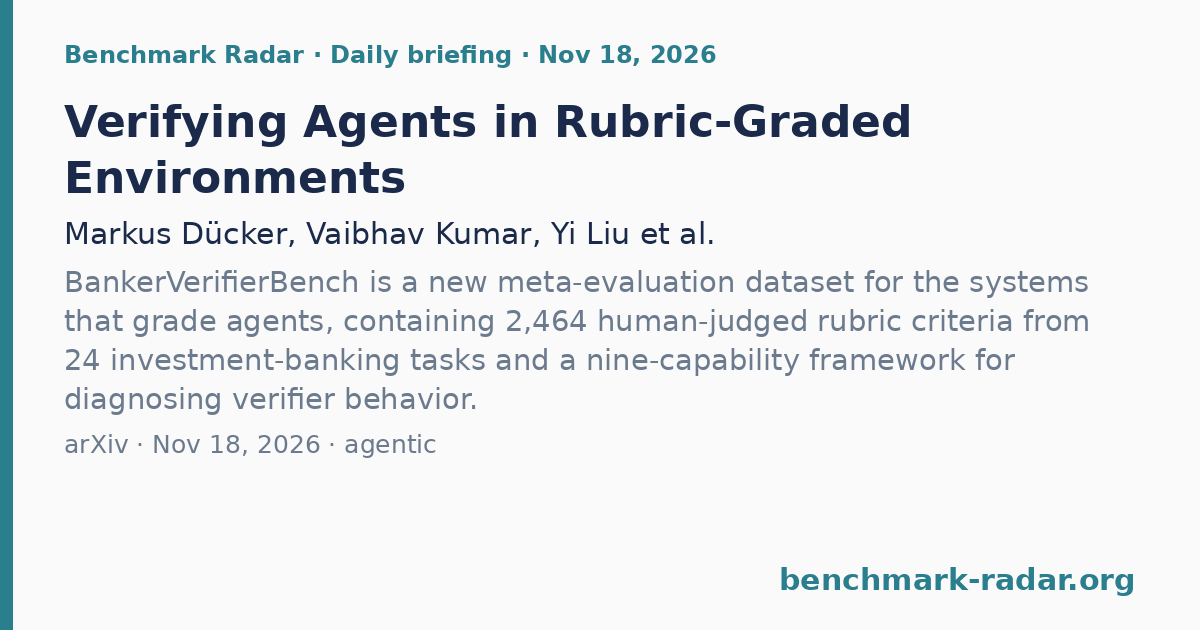 Benchmark Radar · Daily briefing · Nov 18, 2026
Verifying Agents in Rubric-Graded
Environments
Markus Dücker, Vaibhav Kumar, Yi Liu et al.
BankerVerifierBench is a new meta-evaluation dataset for the systems
that grade agents, containing 2,464 human-judged rubric criteria from
24 investment-banking tasks and a nine-capability framework for
diagnosing verifier behavior.
arXiv · Nov 18, 2026 · agentic
benchmark-radar.org